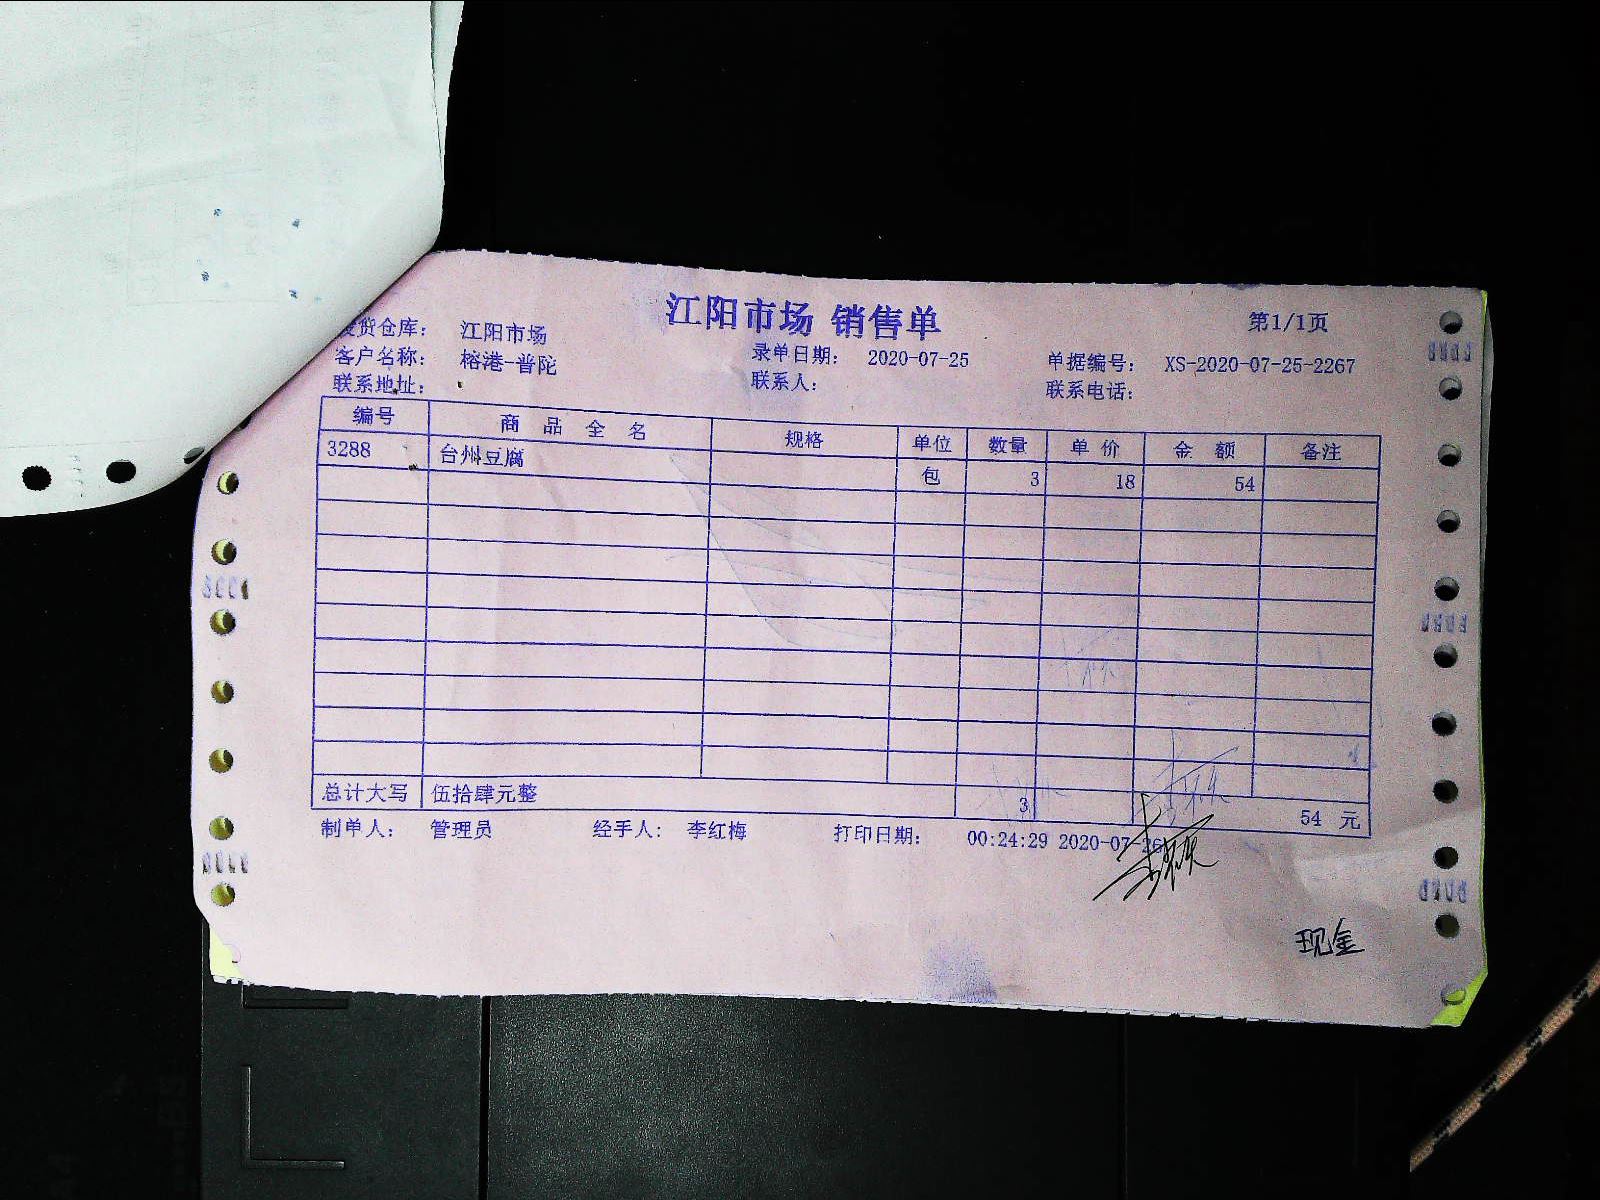 江阳市场 销售单
第1/1页
发货仓库: 江阳市场
客户名称: 榕港-普陀 录单日期: 2020-07-25 单据编号: XS-2020-07-25-2267
联系地址: 联系人: 联系电话:
编号 商品全名 规格 单位 数量 单价 金额 备注
3288 台州豆腐 包 3 18 54
总计大写 伍拾肆元整 3 54 元
制单人: 管理员 经手人: 李红梅 打印日期: 00:24:29 2020-07-26
现金